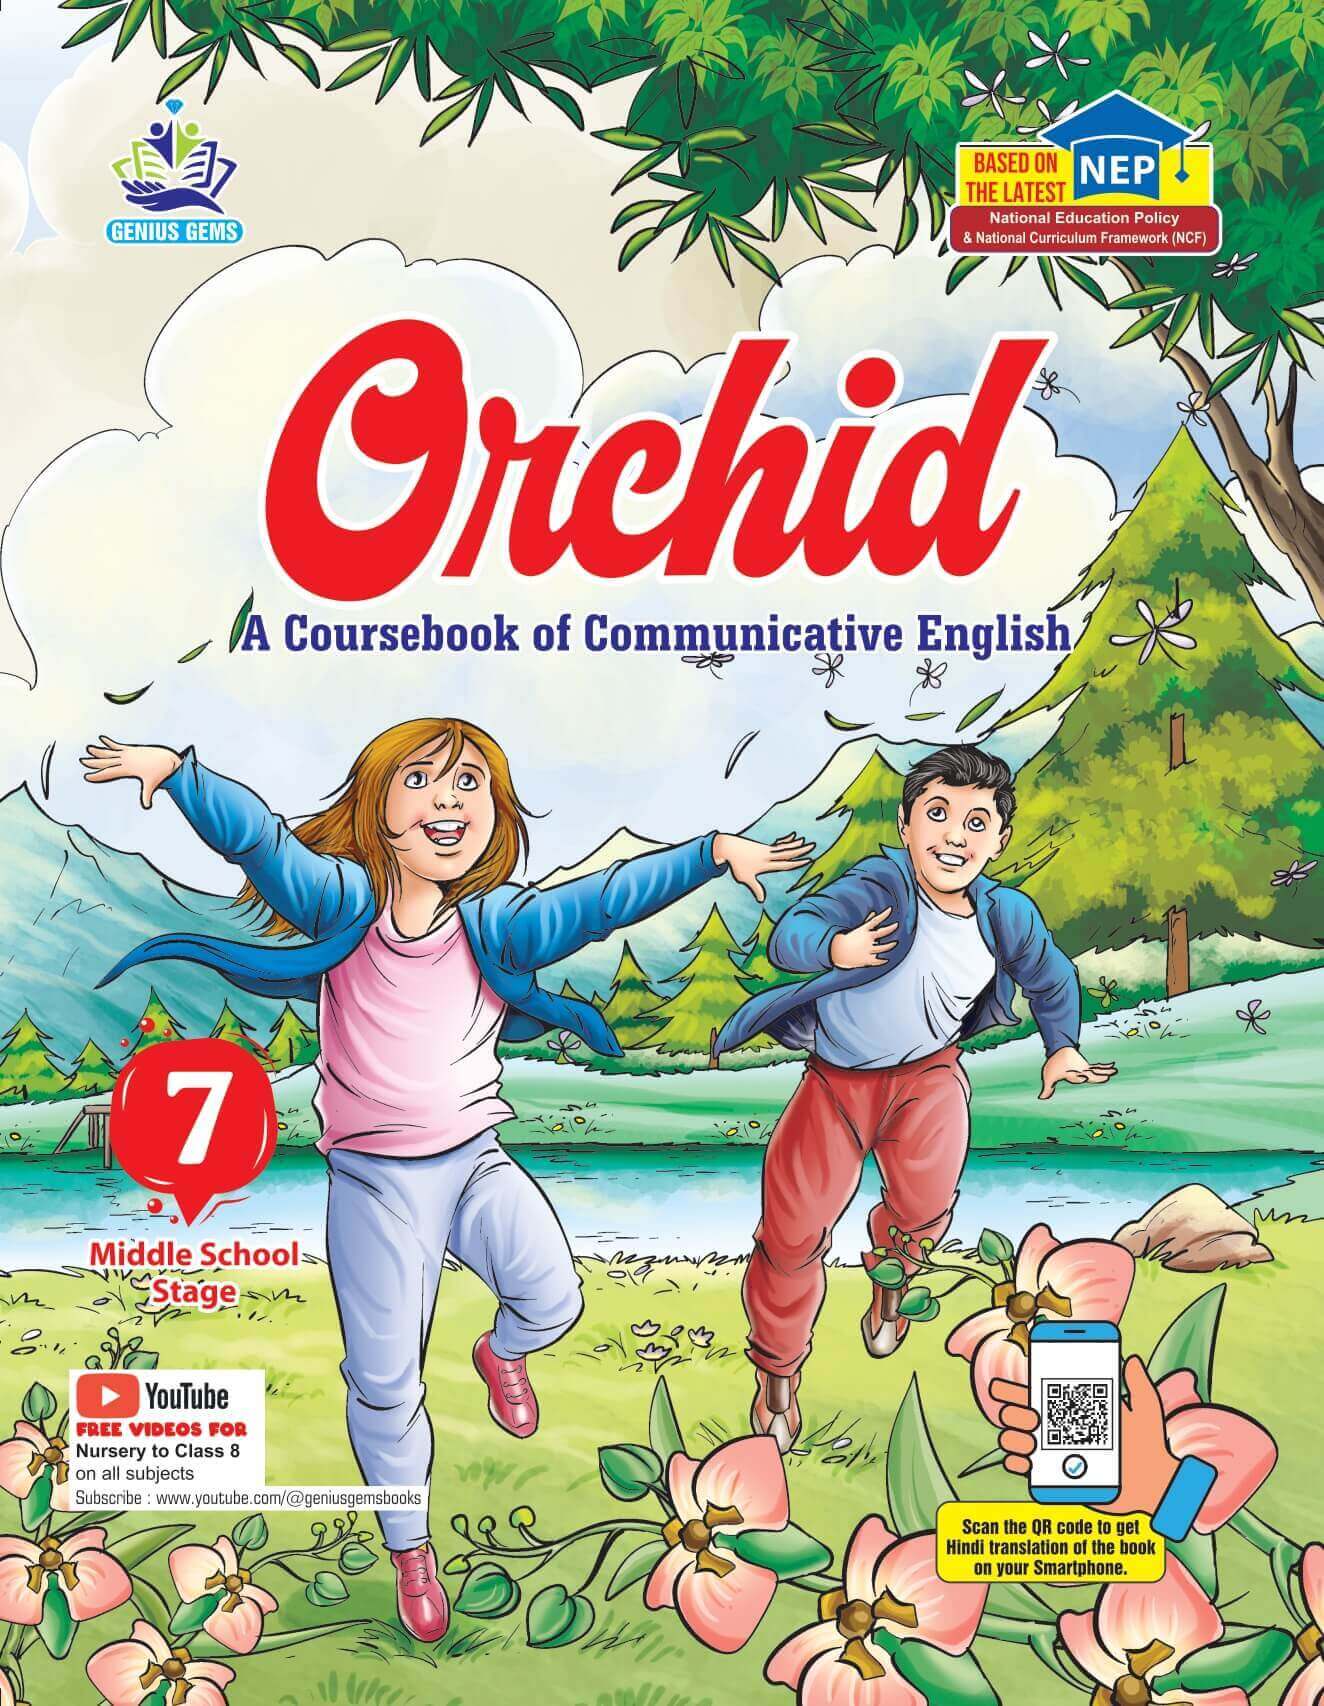 GENIUS GEMS
BASED ON
THE LATEST
NEP
National Education Policy
& National Curriculum Framework (NCF)
Orchid
A Coursebook of Communicative English
7
Middle School
Stage
YouTube
FREE VIDEOS FOR
Nursery to Class 8
on all subjects
Subscribe : www.youtube.com/@geniusgemsbooks
Scan the QR code to get
Hindi translation of the book
on your Smartphone.